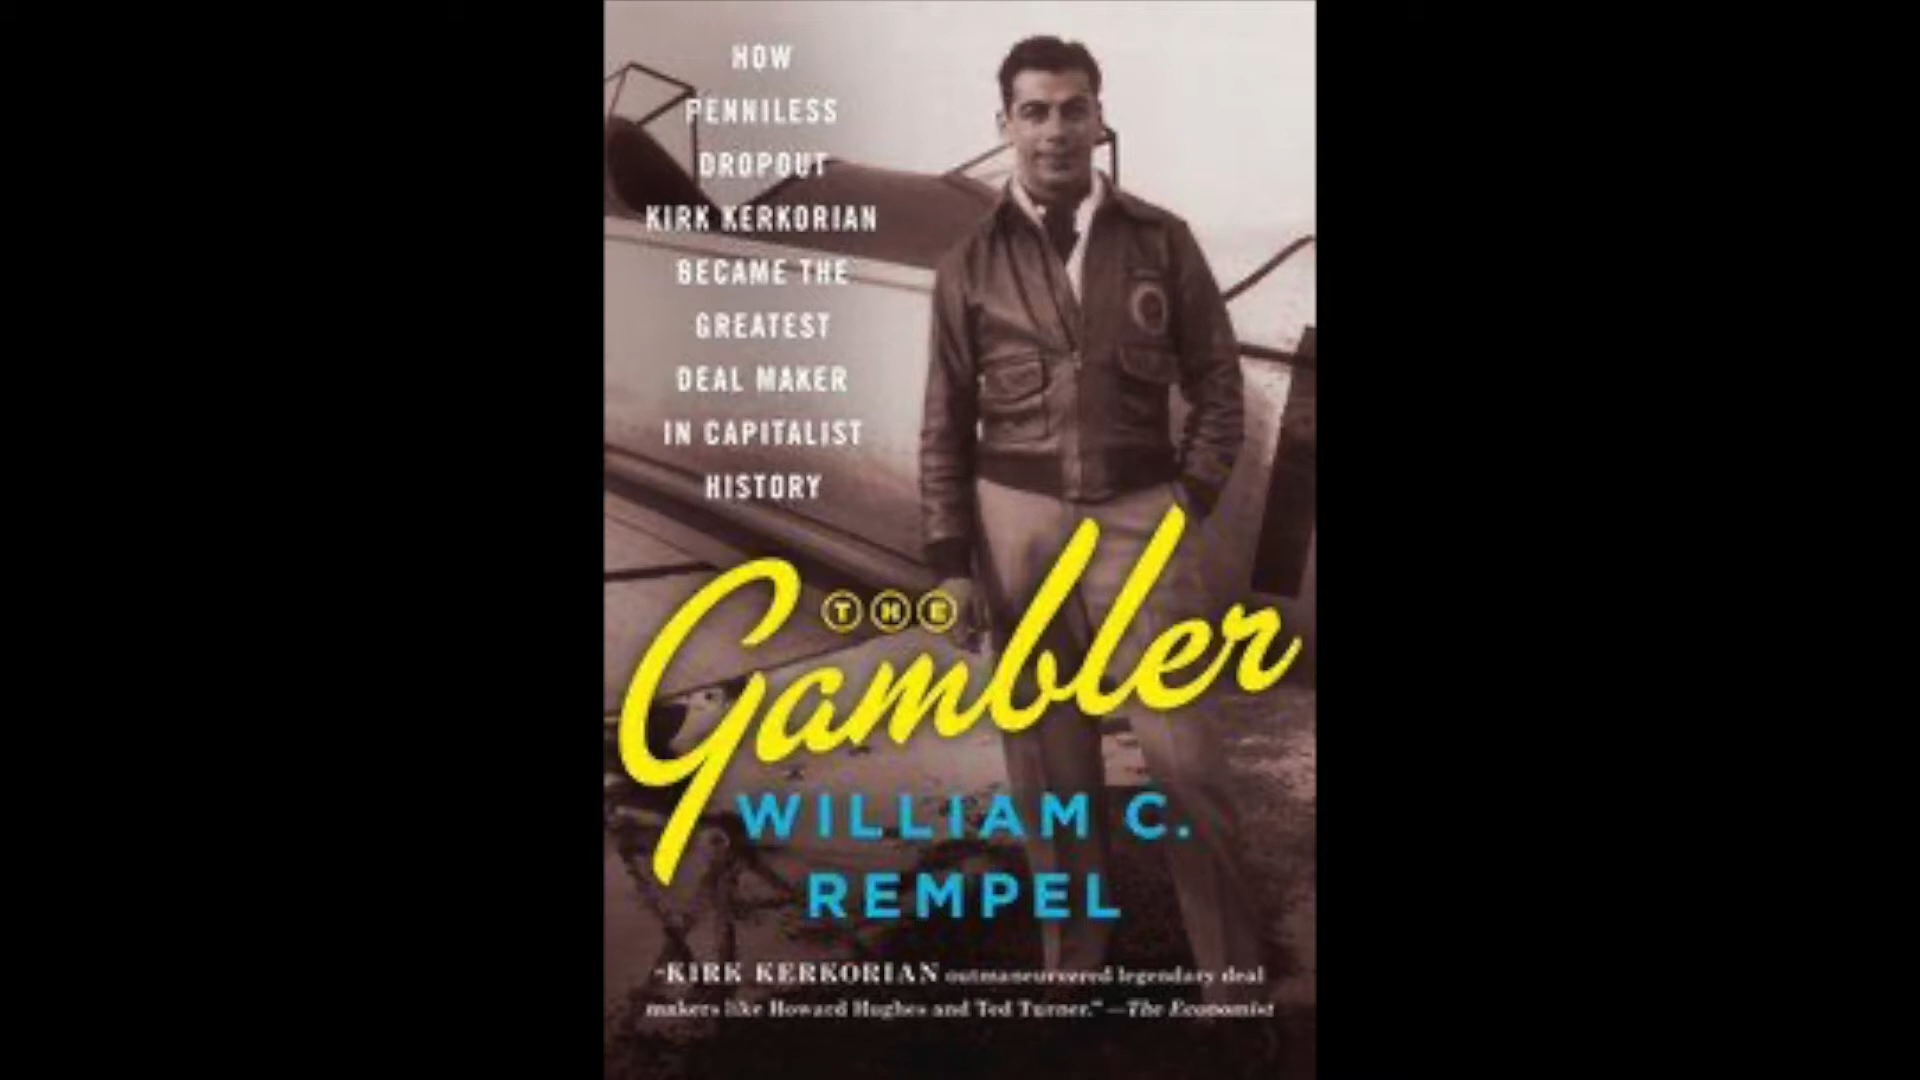 HOW
PENNILESS
DROPOUT
KIRK KERKORIAN
BECAME THE
GREATEST
DEAL MAKER
IN CAPITALIST
HISTORY
THE
Gambler
WILLIAM C.
REMPEL
"KIRK KERKORIAN outmaneuvered legendary deal
makers like Howard Hughes and Ted Turner." —The Economist